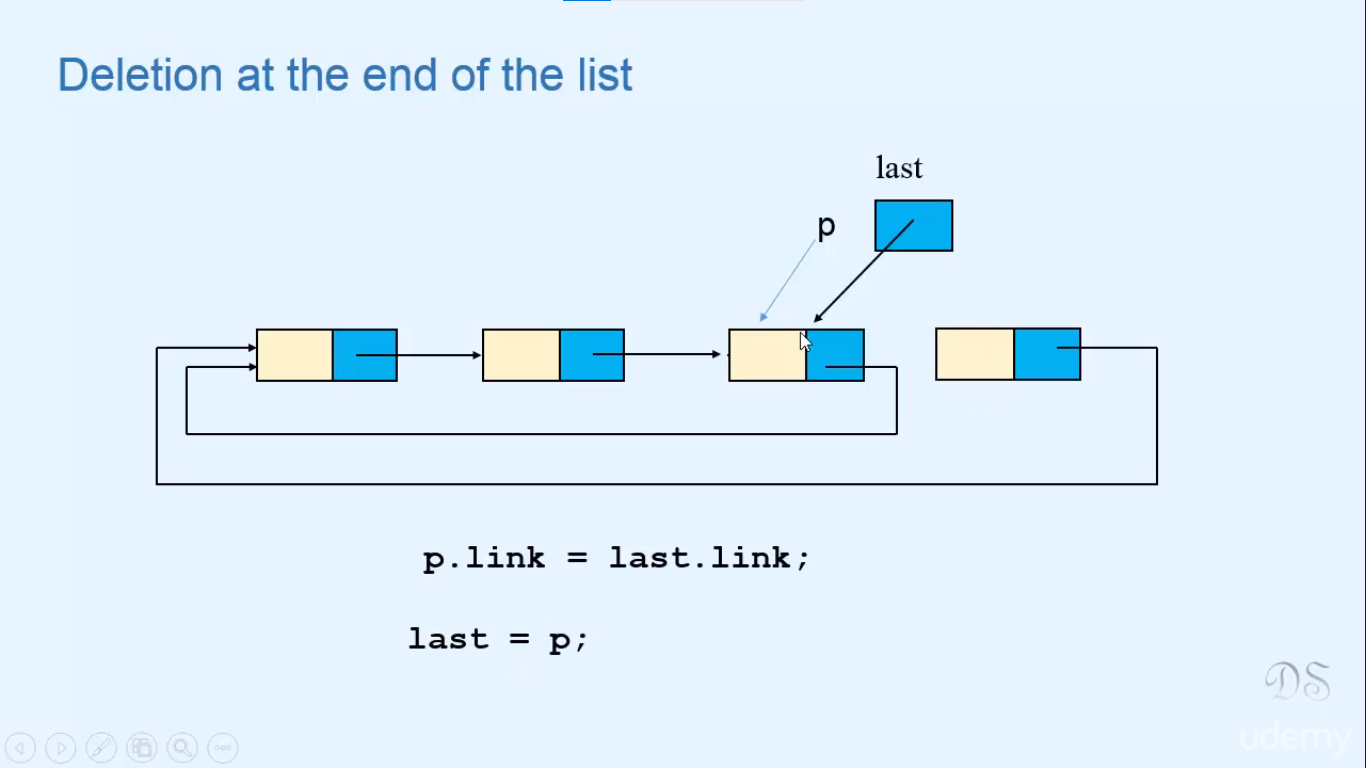 Deletion at the end of the list
last
p
p.link = last.link;
last = p;
DS
udemy